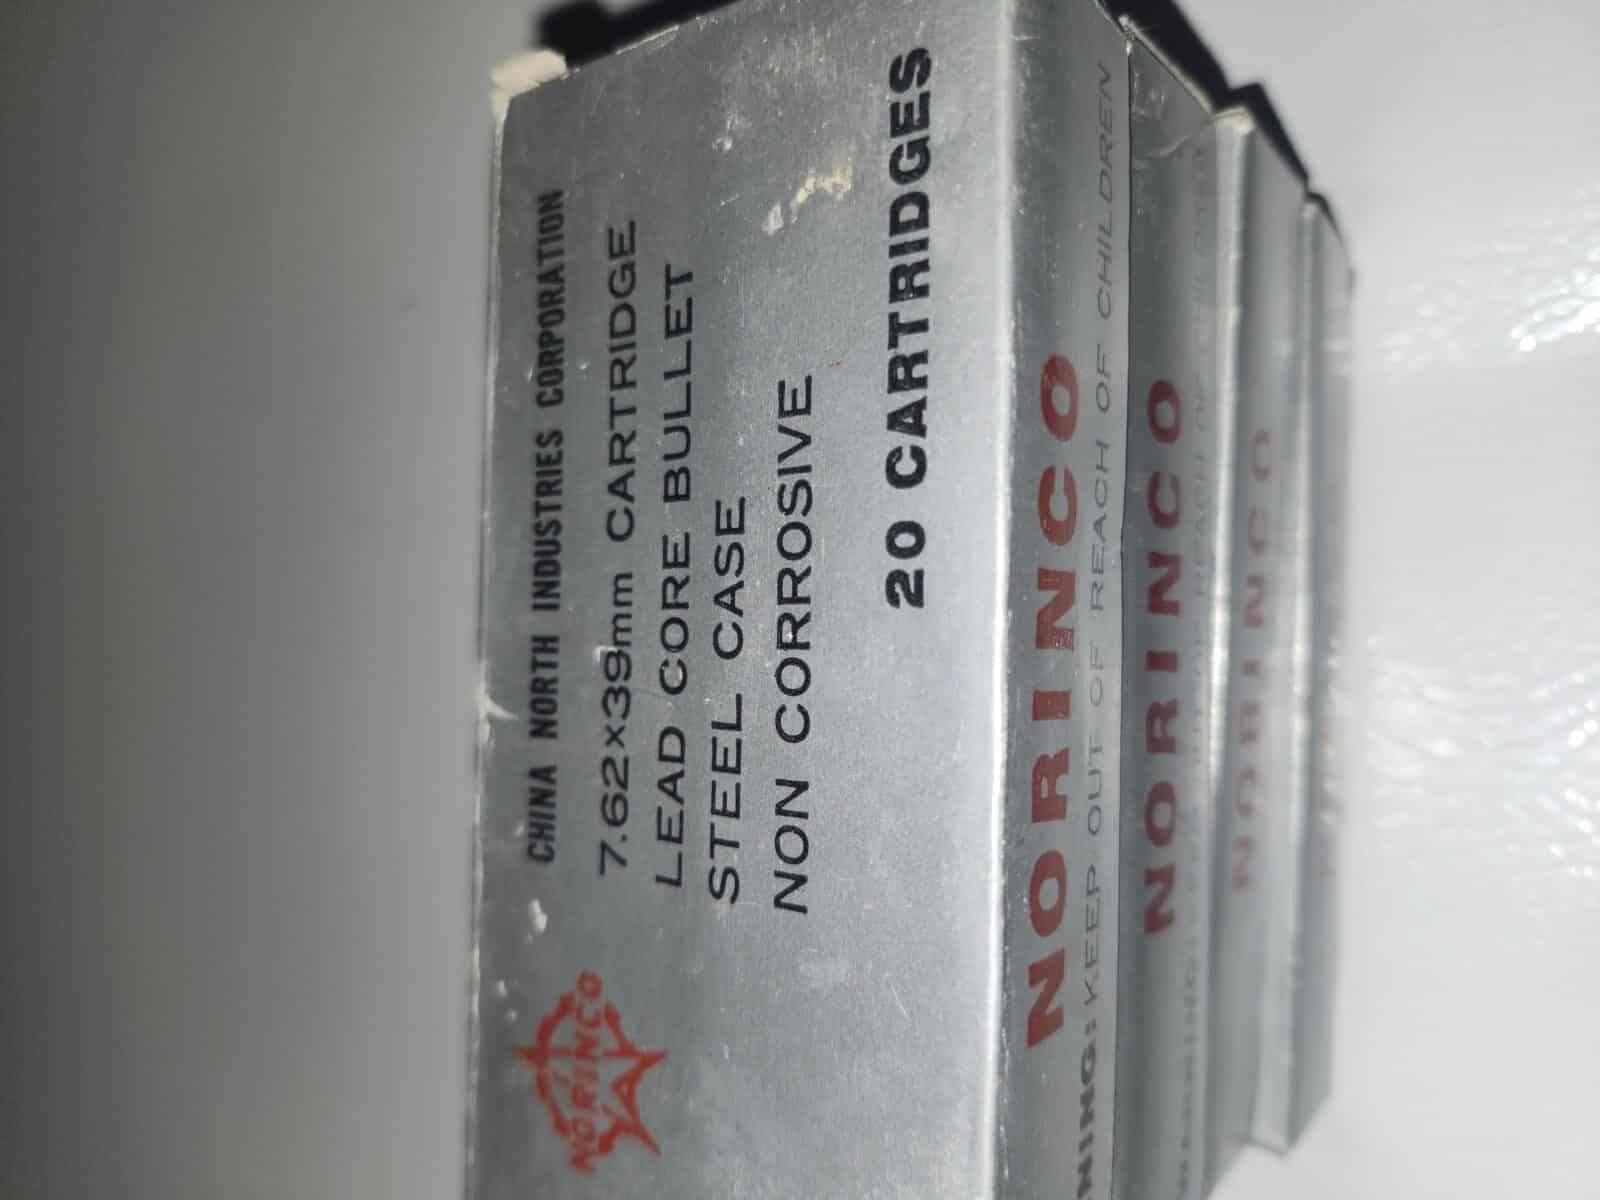 NORINCO
CHINA NORTH INDUSTRIES CORPORATION
7.62x39mm CARTRIDGE
LEAD CORE BULLET
STEEL CASE
NON CORROSIVE
20 CARTRIDGES
NORINCO
KEEP OUT OF REACH OF CHILDREN
NORINCO
NORINCO